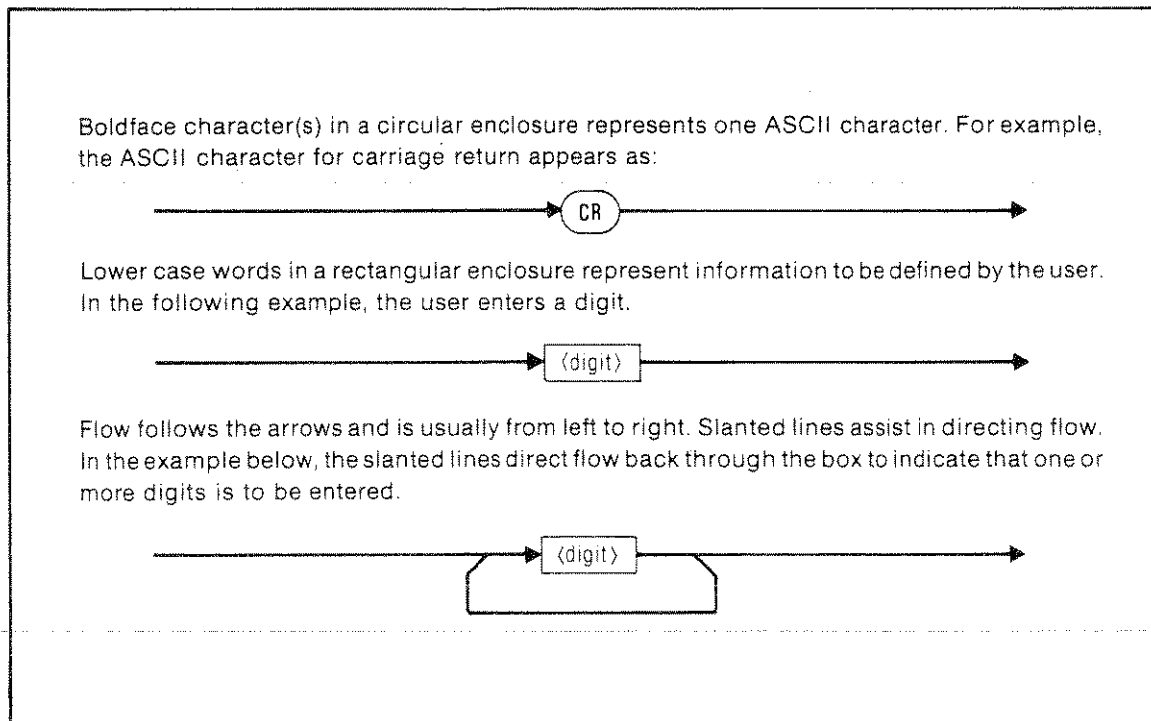 Boldface character(s) in a circular enclosure represents one ASCII character. For example,
the ASCII character for carriage return appears as:
CR
Lower case words in a rectangular enclosure represent information to be defined by the user.
In the following example, the user enters a digit.
⟨digit⟩
Flow follows the arrows and is usually from left to right. Slanted lines assist in directing flow.
In the example below, the slanted lines direct flow back through the box to indicate that one or
more digits is to be entered.
⟨digit⟩